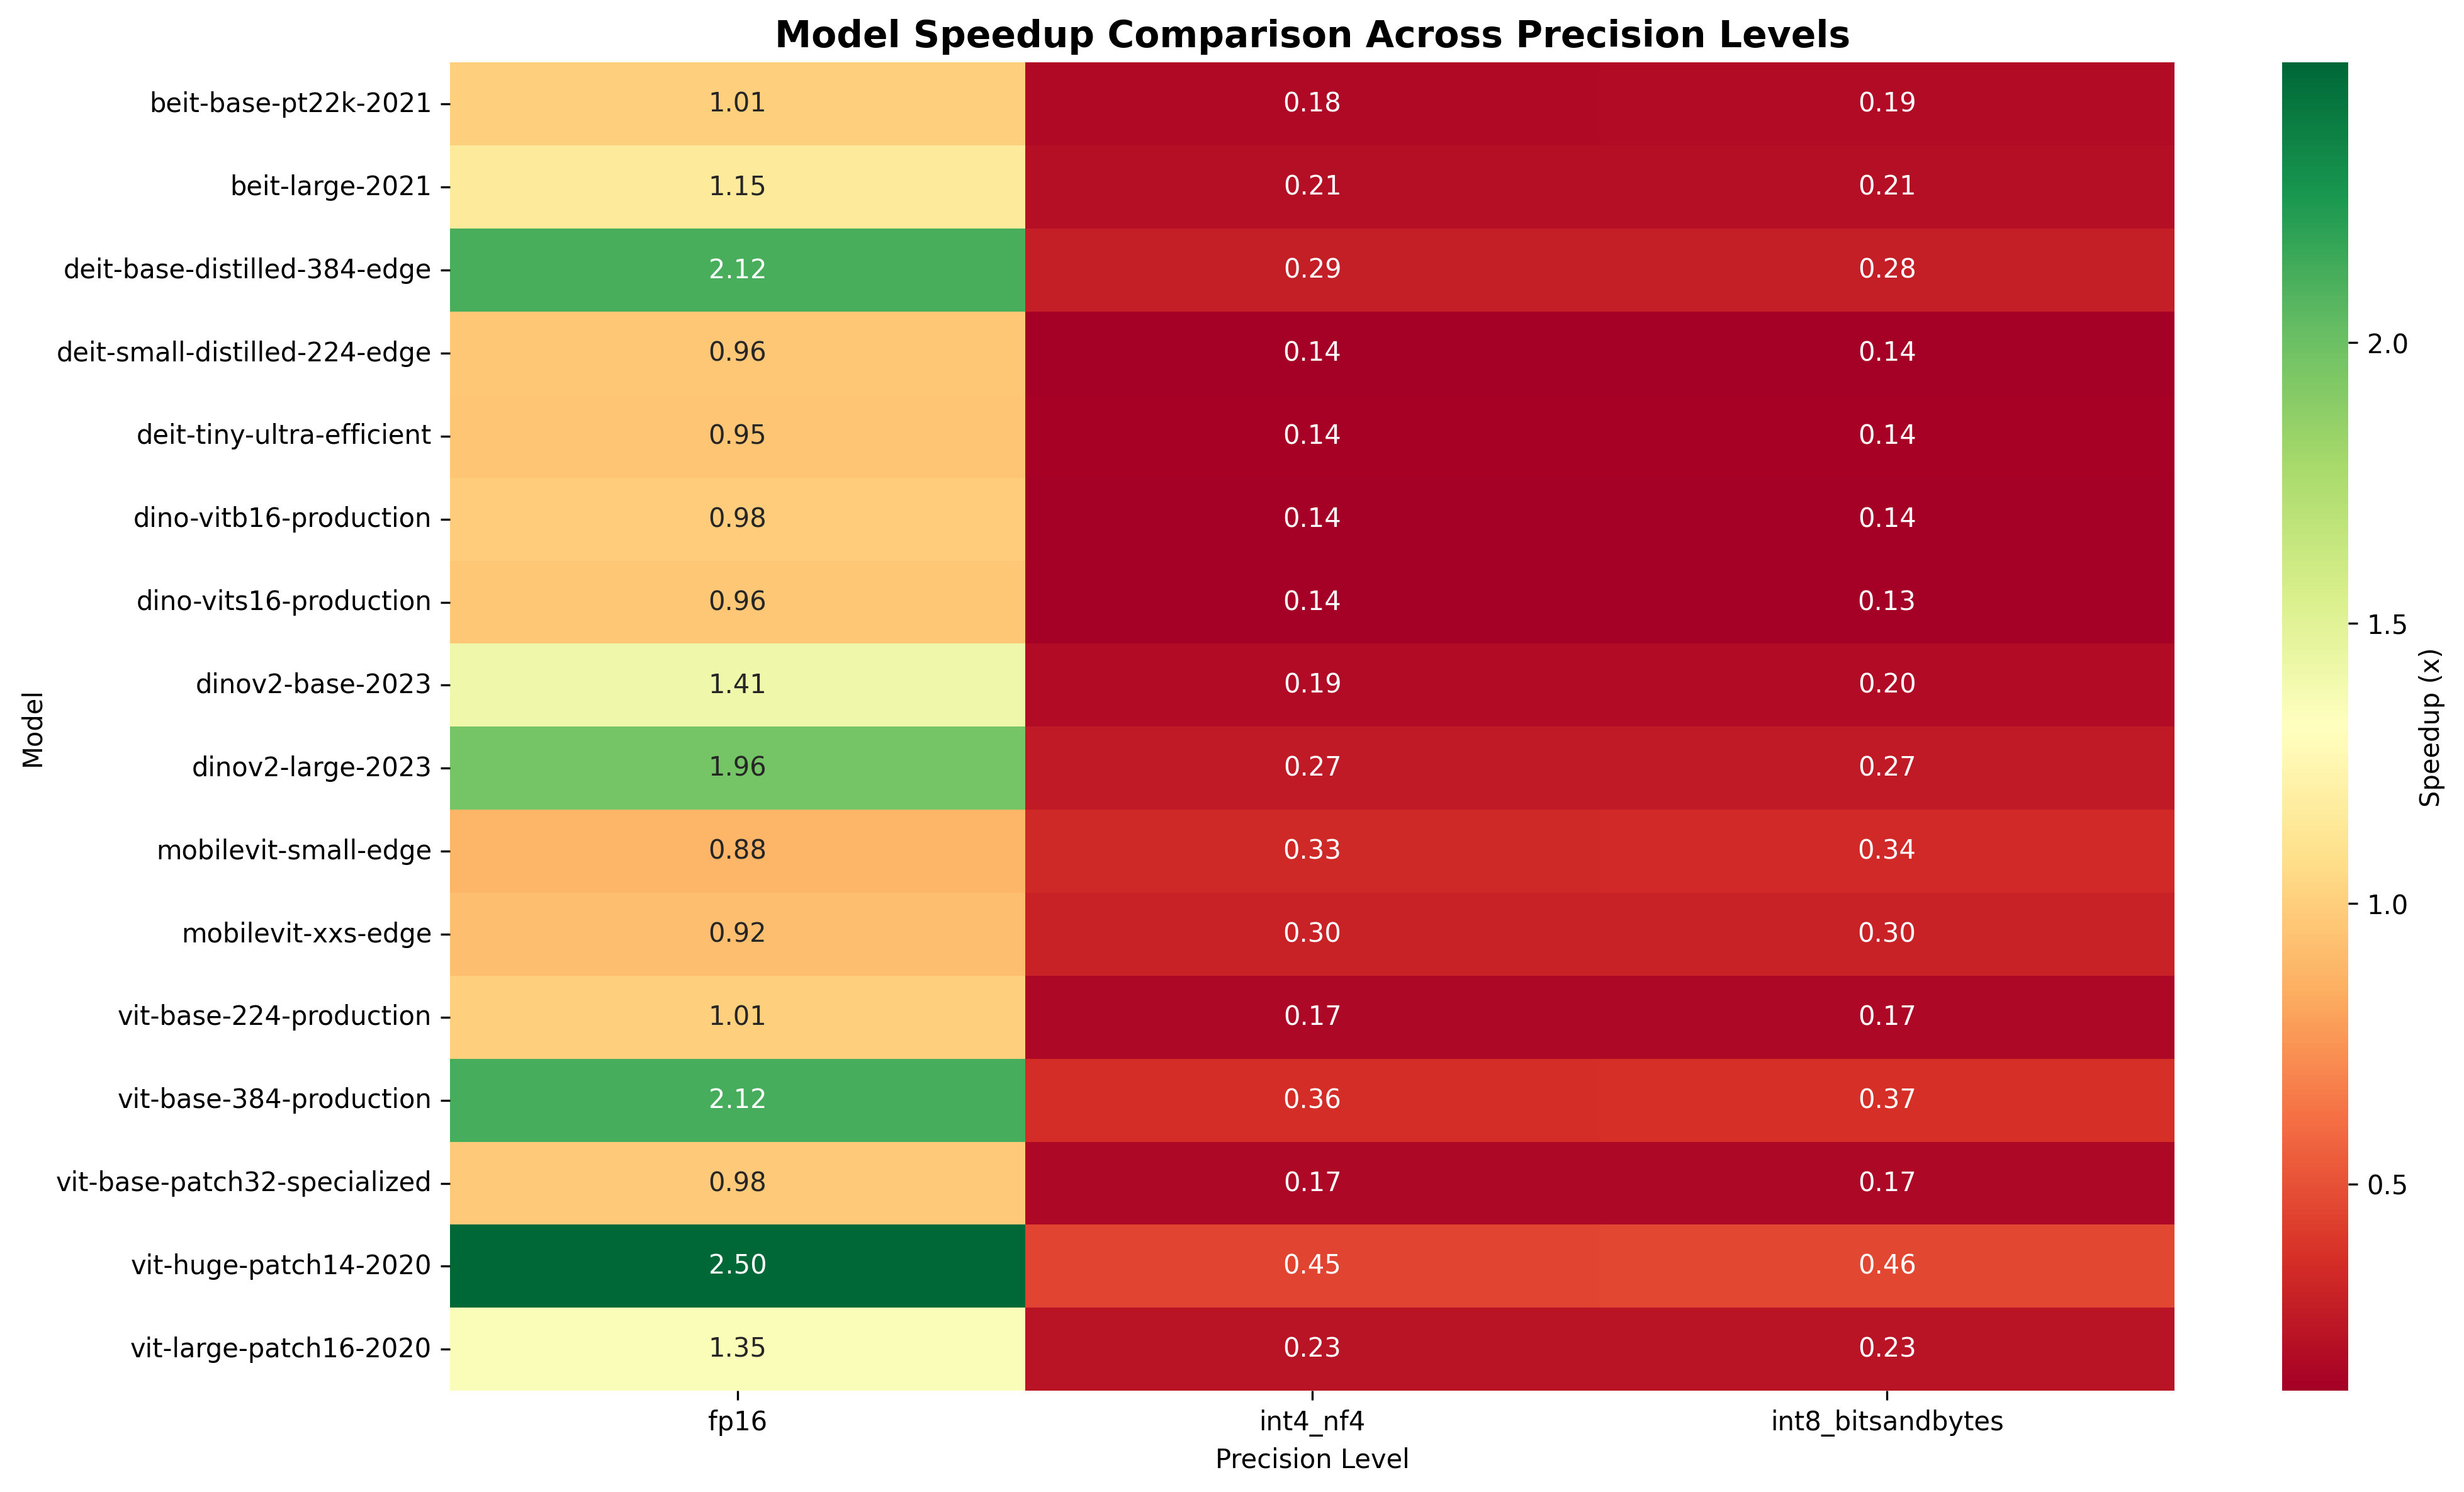 Model Speedup Comparison Across Precision Levels
beit-base-pt22k-2021 1.01 0.18 0.19
beit-large-2021 1.15 0.21 0.21
deit-base-distilled-384-edge 2.12 0.29 0.28
deit-small-distilled-224-edge 0.96 0.14 0.14
deit-tiny-ultra-efficient 0.95 0.14 0.14
dino-vitb16-production 0.98 0.14 0.14
dino-vits16-production 0.96 0.14 0.13
dinov2-base-2023 1.41 0.19 0.20
dinov2-large-2023 1.96 0.27 0.27
mobilevit-small-edge 0.88 0.33 0.34
mobilevit-xxs-edge 0.92 0.30 0.30
vit-base-224-production 1.01 0.17 0.17
vit-base-384-production 2.12 0.36 0.37
vit-base-patch32-specialized 0.98 0.17 0.17
vit-huge-patch14-2020 2.50 0.45 0.46
vit-large-patch16-2020 1.35 0.23 0.23
fp16 int4_nf4 int8_bitsandbytes
Precision Level
Model
2.0
1.5
1.0
0.5
Speedup (x)